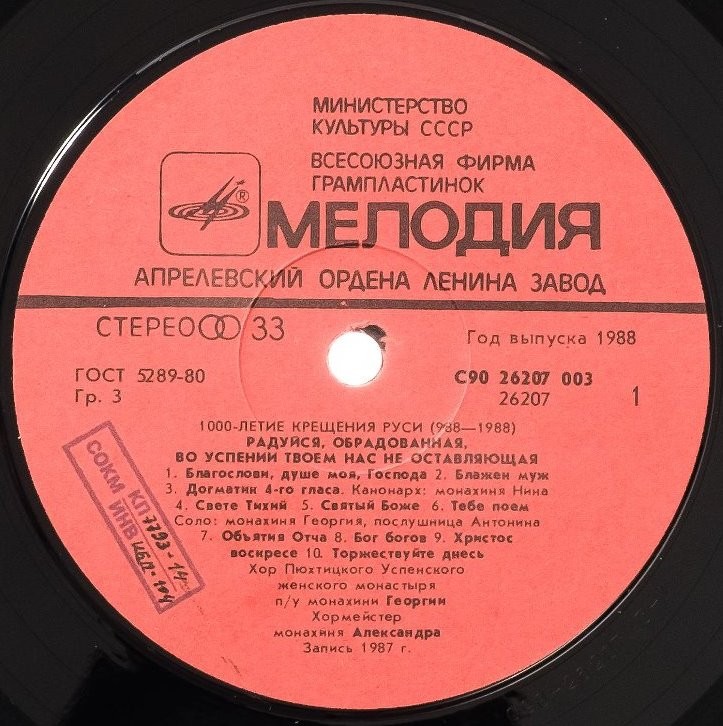 МИНИСТЕРСТВО
КУЛЬТУРЫ СССР
ВСЕСОЮЗНАЯ ФИРМА
ГРАМПЛАСТИНОК
®
МЕЛОДИЯ
АПРЕЛЕВСКИЙ ОРДЕНА ЛЕНИНА ЗАВОД
СТЕРЕО 33
Год выпуска 1988
ГОСТ 5289-80
Гр. 3
С90 26207 003
26207
1
1000-ЛЕТИЕ КРЕЩЕНИЯ РУСИ (988—1988)
РАДУЙСЯ, ОБРАДОВАННАЯ,
ВО УСПЕНИИ ТВОЕМ НАС НЕ ОСТАВЛЯЮЩАЯ
1. Благослови, душе моя, Господа 2. Блажен муж
3. Догматик 4-го гласа. Канонарх: монахиня Нина
4. Свете Тихий 5. Святый Боже 6. Тебе поем
Соло: монахиня Георгия, послушница Антонина
7. Объятия Отча 8. Бог богов 9. Христос
воскресе 10. Торжествуйте днесь
Хор Пюхтицкого Успенского
женского монастыря
п/у монахини Георгии
Хормейстер
монахиня Александра
Запись 1987 г.
СОКМ КП 7793-14
ИНВ